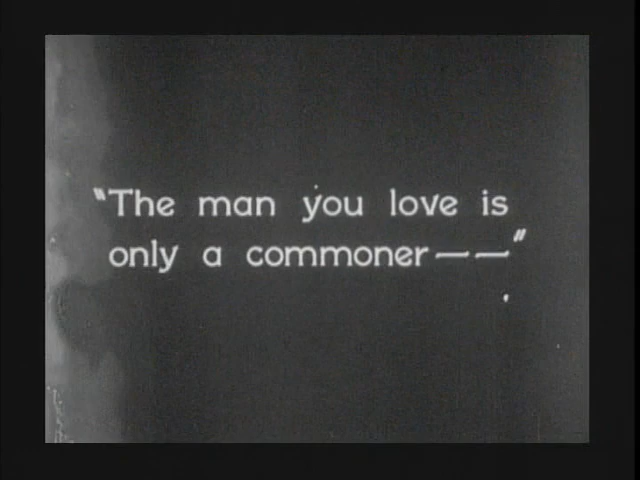 "The man you love is
only a commoner — —"